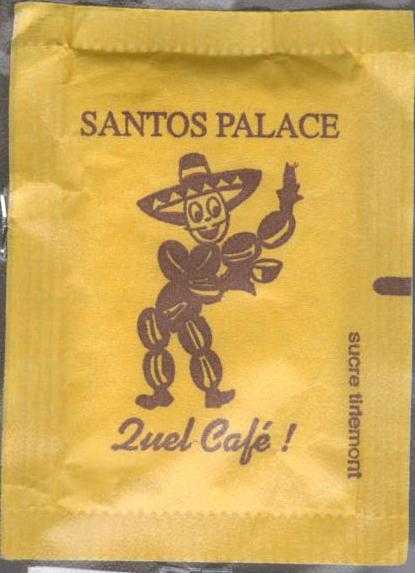 SANTOS PALACE
Quel Café !
sucre tirlemont